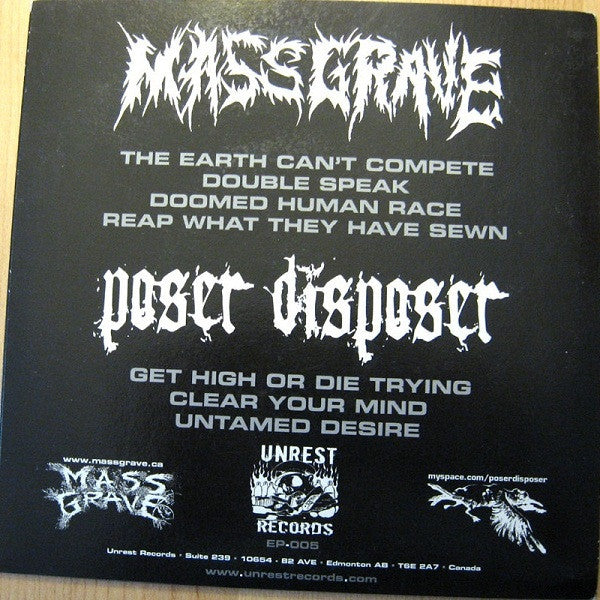 MASSGRAVE
THE EARTH CAN'T COMPETE
DOUBLE SPEAK
DOOMED HUMAN RACE
REAP WHAT THEY HAVE SEWN
poser disposer
GET HIGH OR DIE TRYING
CLEAR YOUR MIND
UNTAMED DESIRE
www.massgrave.ca
MASS
GRAVE
UNREST
RECORDS
EP-005
myspace.com/poserdisposer
Unrest Records · Suite 239 · 10654 · 82 AVE · Edmonton AB · T6E 2A7 · Canada
www.unrestrecords.com